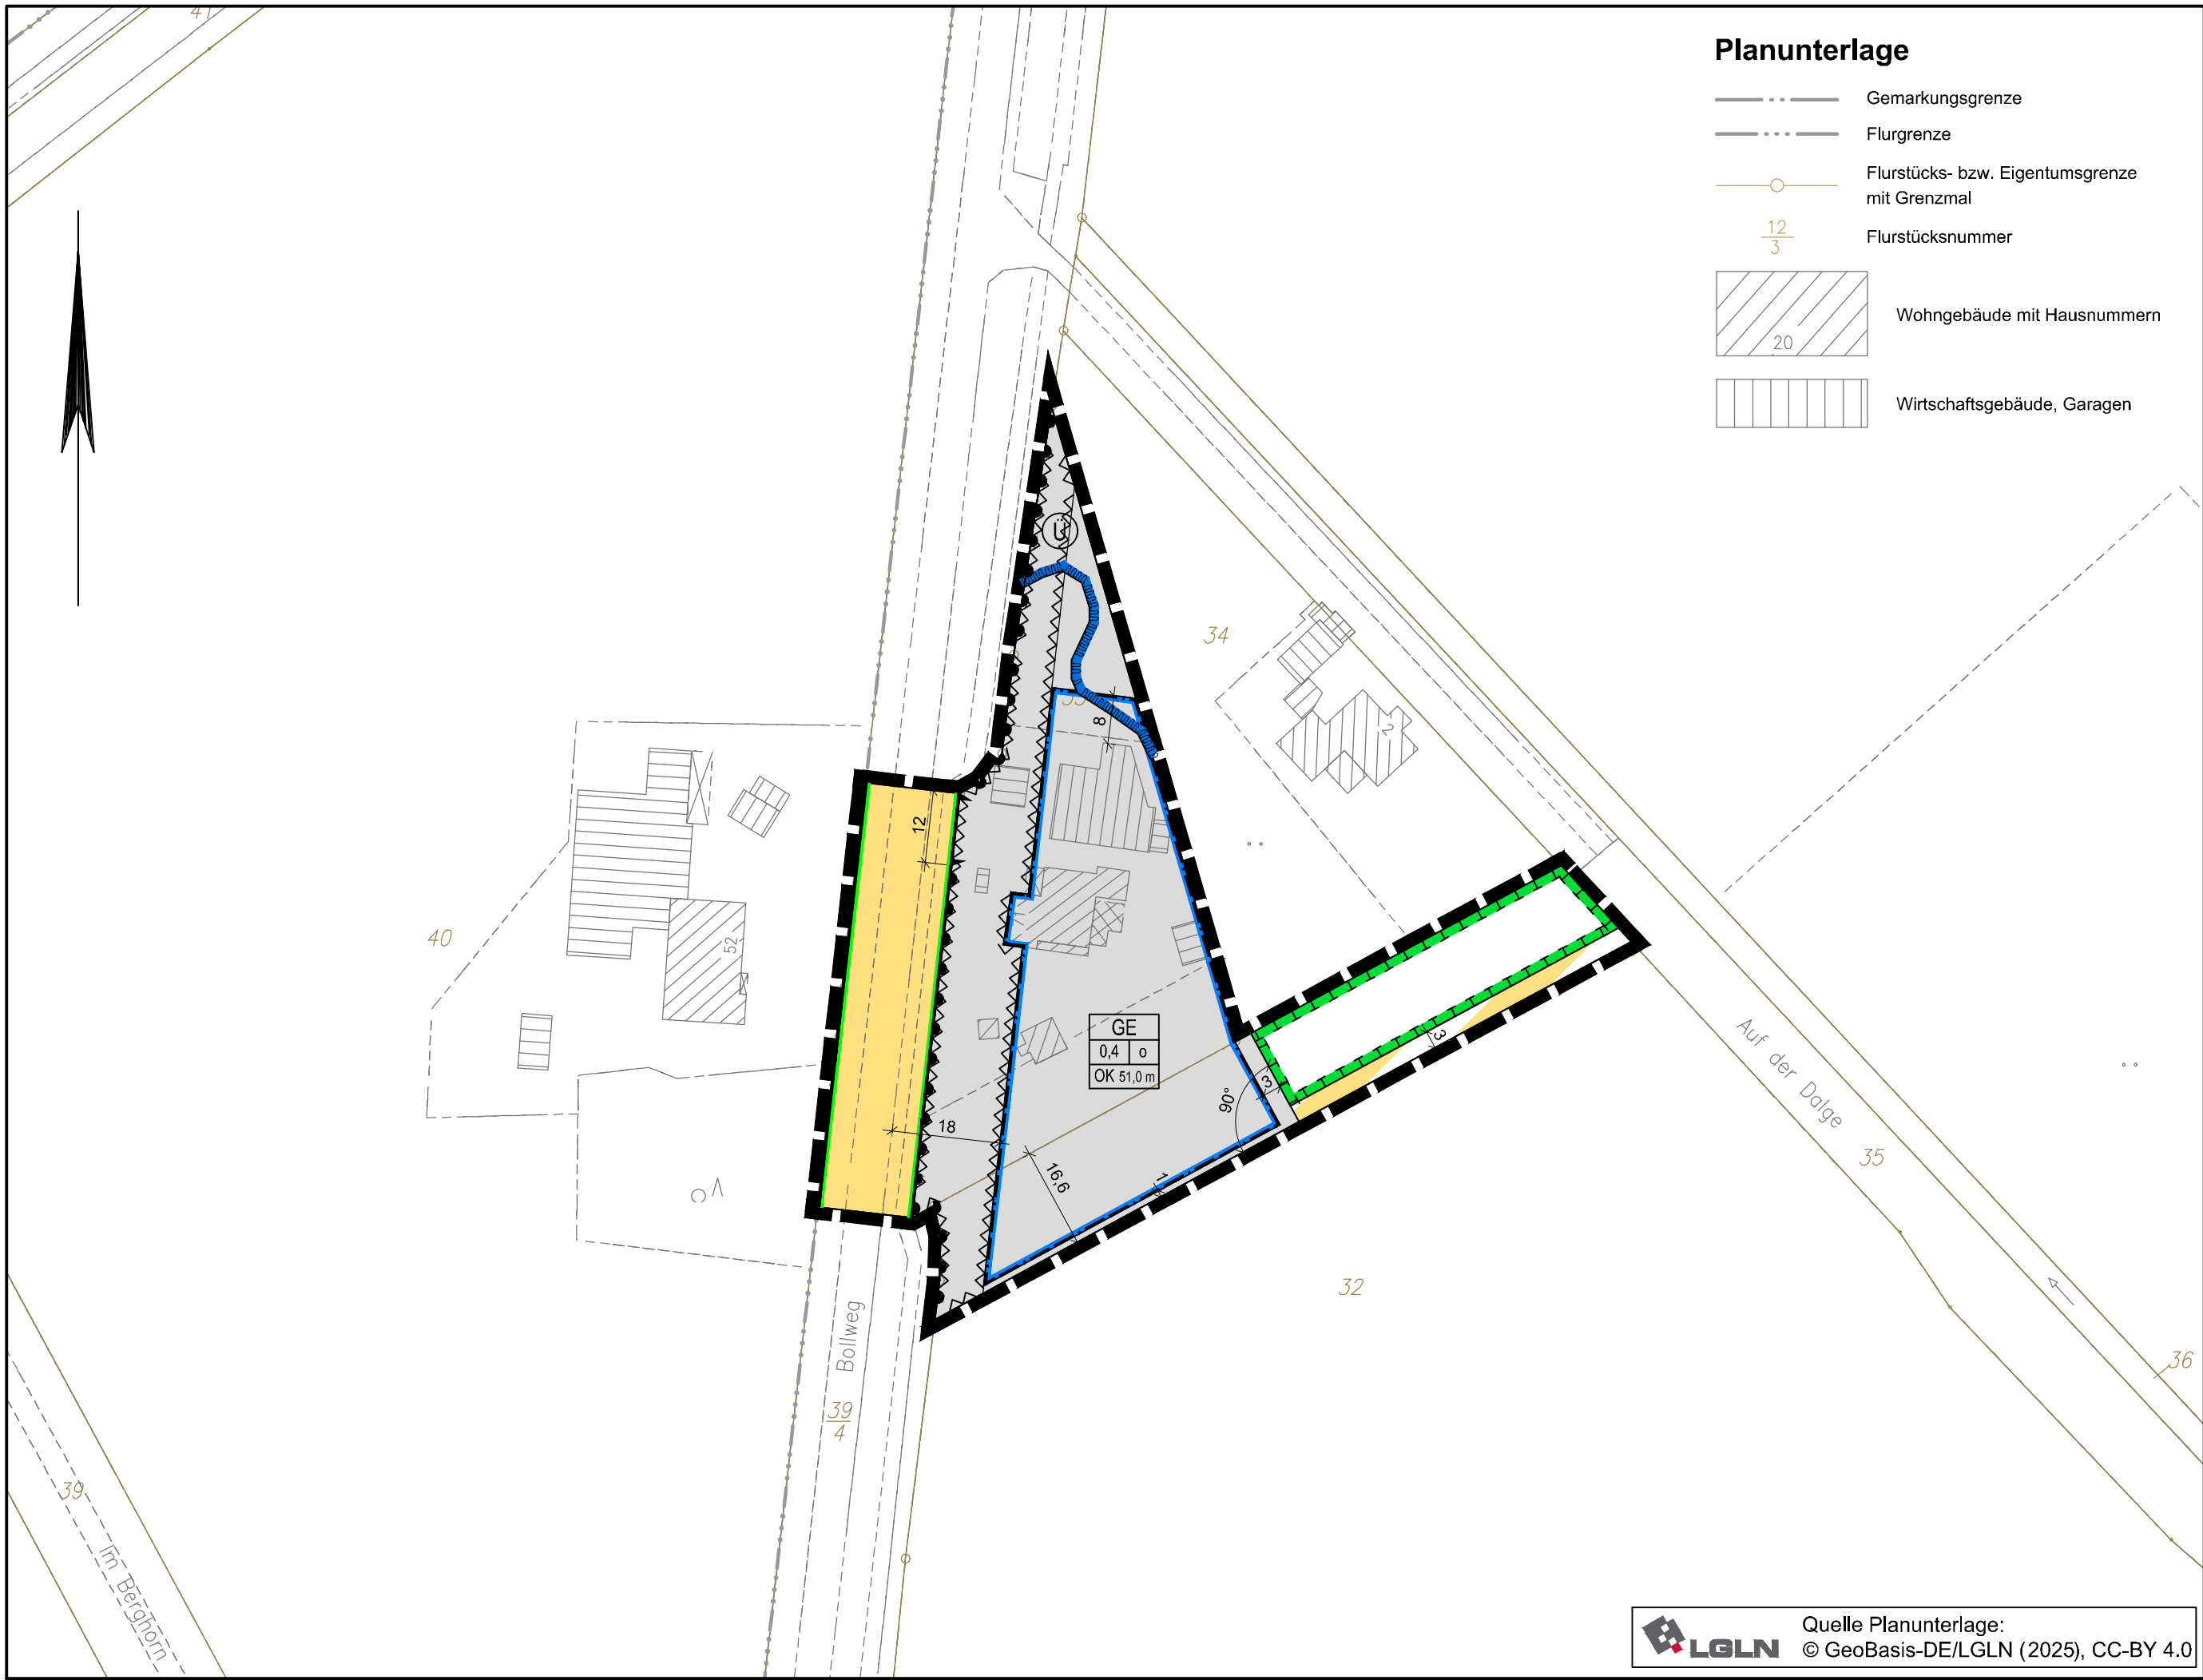 Planunterlage
Gemarkungsgrenze
Flurgrenze
Flurstücks- bzw. Eigentumsgrenze
mit Grenzmal
12
3
Flurstücksnummer
20
Wohngebäude mit Hausnummern
Wirtschaftsgebäude, Garagen
Ü
34
2
8
12
40
52
GE
0,4 o
OK 51,0 m
3
3
90°
18
16,6
1
Auf der Dalge
35
32
36
Bollweg
39
4
39
Im Berghorn
LGLN
Quelle Planunterlage:
© GeoBasis-DE/LGLN (2025), CC-BY 4.0